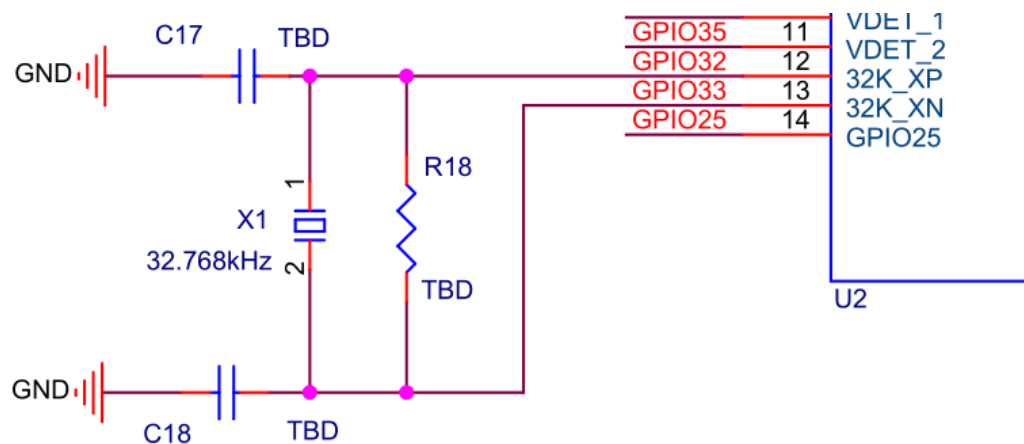 C17
TBD
GND
VDET_1
GPIO35
11
VDET_2
GPIO32
12
32K_XP
GPIO33
13
32K_XN
GPIO25
14
GPIO25
R18
1
X1
32.768kHz
2
TBD
U2
GND
C18
TBD